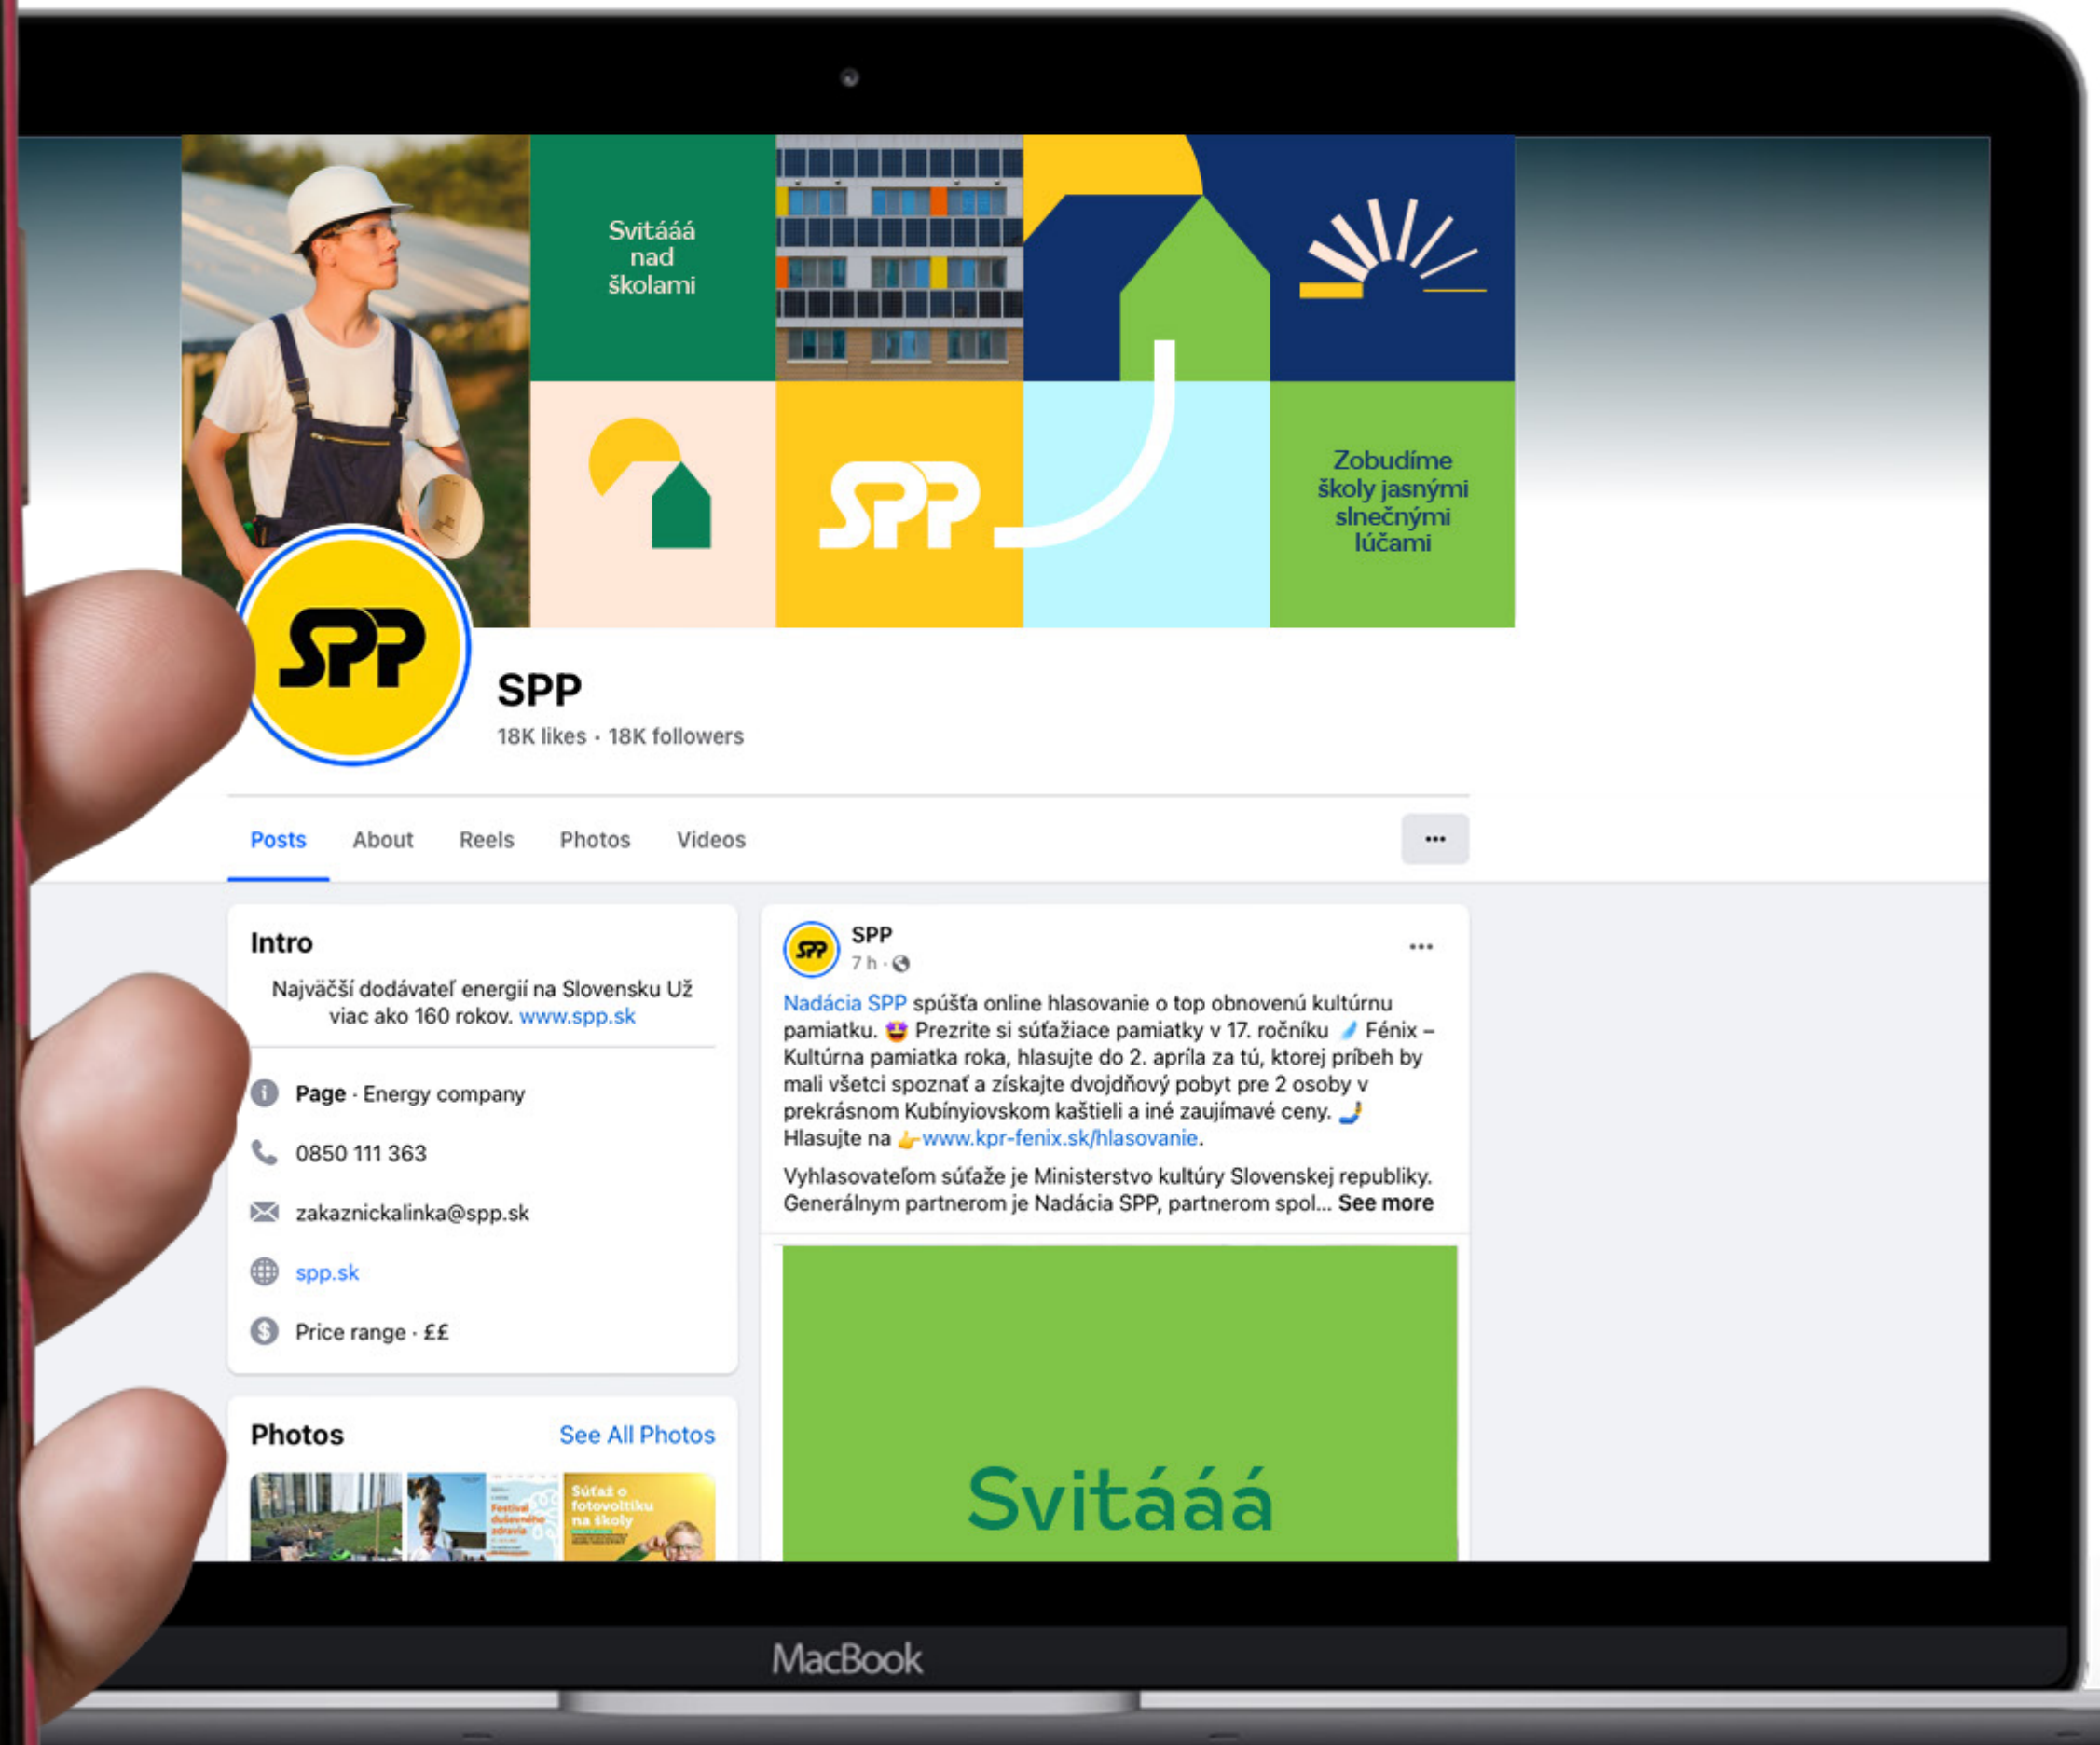 Svitááá
nad
školami
SPP
Zobudíme
školy jasnými
slnečnými
lúčami
SPP
SPP
18K likes · 18K followers
Posts
About
Reels
Photos
Videos
Intro
Najväčší dodávateľ energií na Slovensku Už
viac ako 160 rokov. www.spp.sk
Page · Energy company
0850 111 363
zakaznickalinka@spp.sk
spp.sk
Price range · ££
Photos
See All Photos
Festival
duševného
zdravia
Súťaž o
fotovoltiku
na školy
SPP
SPP
7 h ·
Nadácia SPP spúšťa online hlasovanie o top obnovenú kultúrnu
pamiatku. 🤩 Prezrite si súťažiace pamiatky v 17. ročníku 🪶 Fénix –
Kultúrna pamiatka roka, hlasujte do 2. apríla za tú, ktorej príbeh by
mali všetci spoznať a získajte dvojdňový pobyt pre 2 osoby v
prekrásnom Kubínyiovskom kaštieli a iné zaujímavé ceny. 🤳
Hlasujte na 👉www.kpr-fenix.sk/hlasovanie.
Vyhlasovateľom súťaže je Ministerstvo kultúry Slovenskej republiky.
Generálnym partnerom je Nadácia SPP, partnerom spol... See more
Svitááá
MacBook